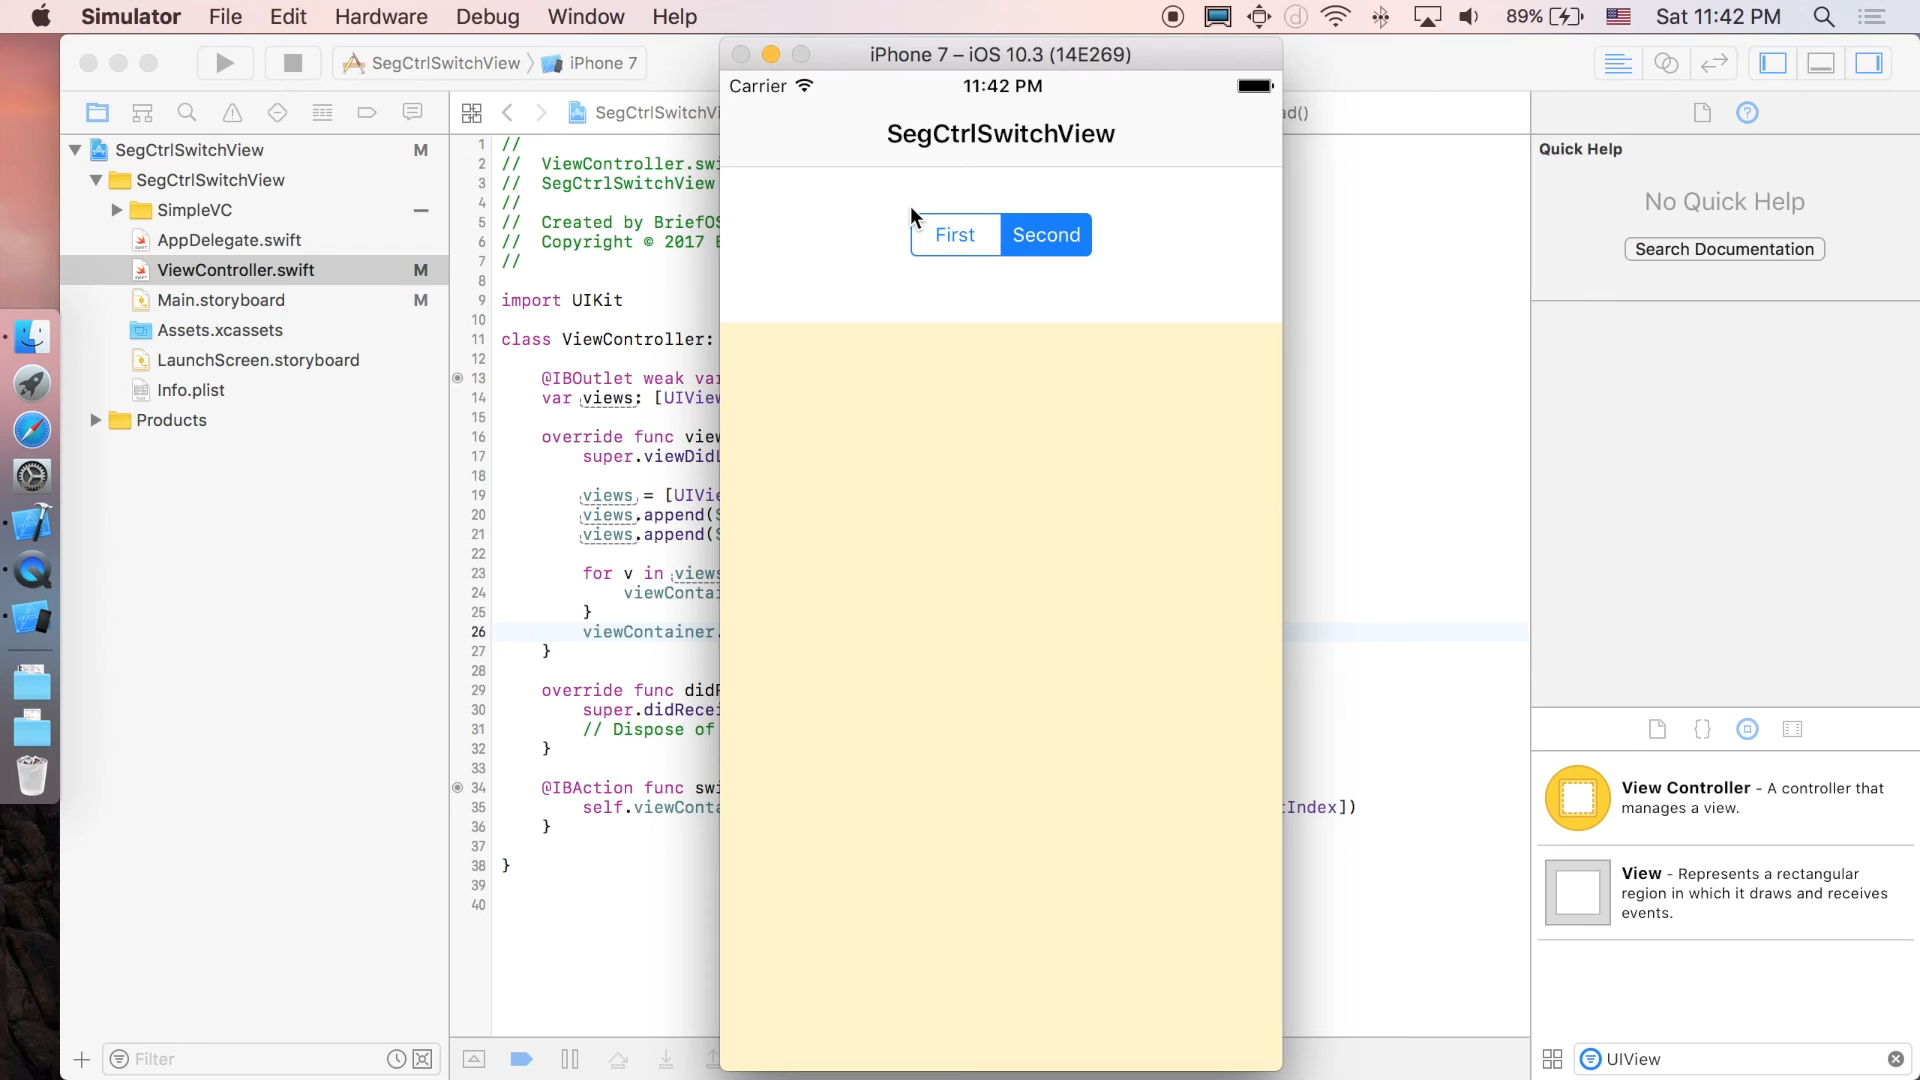 Simulator File Edit Hardware Debug Window Help 89% Sat 11:42 PM
SegCtrlSwitchView iPhone 7
SegCtrlSwitchView M
SegCtrlSwitchView
SimpleVC
AppDelegate.swift
ViewController.swift M
Main.storyboard M
Assets.xcassets
LaunchScreen.storyboard
Info.plist
Products
Filter
1 //
2 // ViewController.swi
3 // SegCtrlSwitchView
4 //
5 // Created by BriefOS
6 // Copyright © 2017
7 //
8
9 import UIKit
10
11 class ViewController:
12
13 @IBOutlet weak var
14 var views: [UIView
15
16 override func view
17 super.viewDidL
18
19 views = [UIVie
20 views.append(S
21 views.append(S
22
23 for v in views
24 viewContai
25 }
26 viewContainer.
27 }
28
29 override func didR
30 super.didRecei
31 // Dispose of
32 }
33
34 @IBAction func swi
35 self.viewConta tIndex])
36 }
37
38 }
39
40
iPhone 7 – iOS 10.3 (14E269)
Carrier 11:42 PM
SegCtrlSwitchView
First Second
ad()
Quick Help
No Quick Help
Search Documentation
View Controller - A controller that
manages a view.
View - Represents a rectangular
region in which it draws and receives
events.
UIView